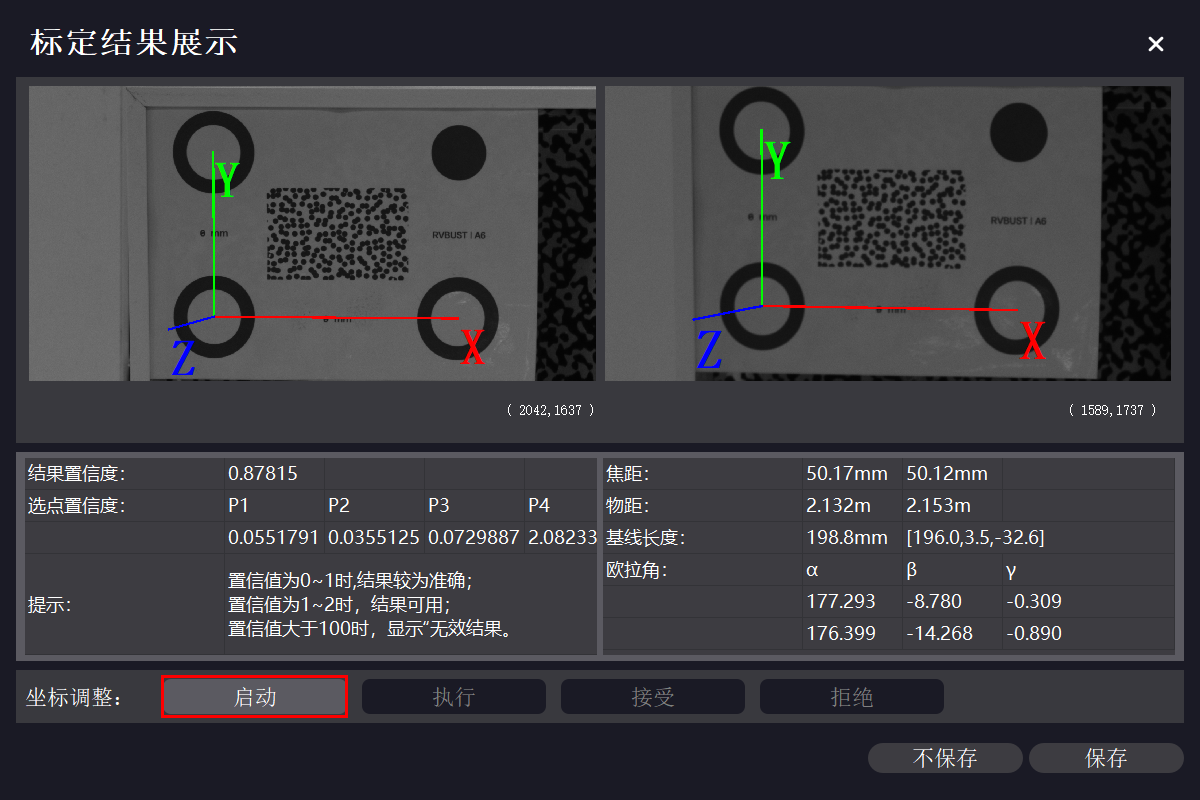 标定结果展示
Y
RVBUST | A6
mm
X
Z
Y
mm
RVBUST | A6
mm
X
Z
( 2042,1637 )
( 1589,1737 )
结果置信度: 0.87815
选点置信度: P1 P2 P3 P4
0.0551791 0.0355125 0.0729887 2.08233
提示:
置信值为0~1时,结果较为准确;
置信值为1~2时，结果可用;
置信值大于100时，显示“无效结果。
焦距: 50.17mm 50.12mm
物距: 2.132m 2.153m
基线长度: 198.8mm [196.0,3.5,-32.6]
欧拉角: α β γ
177.293 -8.780 -0.309
176.399 -14.268 -0.890
坐标调整: 启动 执行 接受 拒绝
不保存 保存